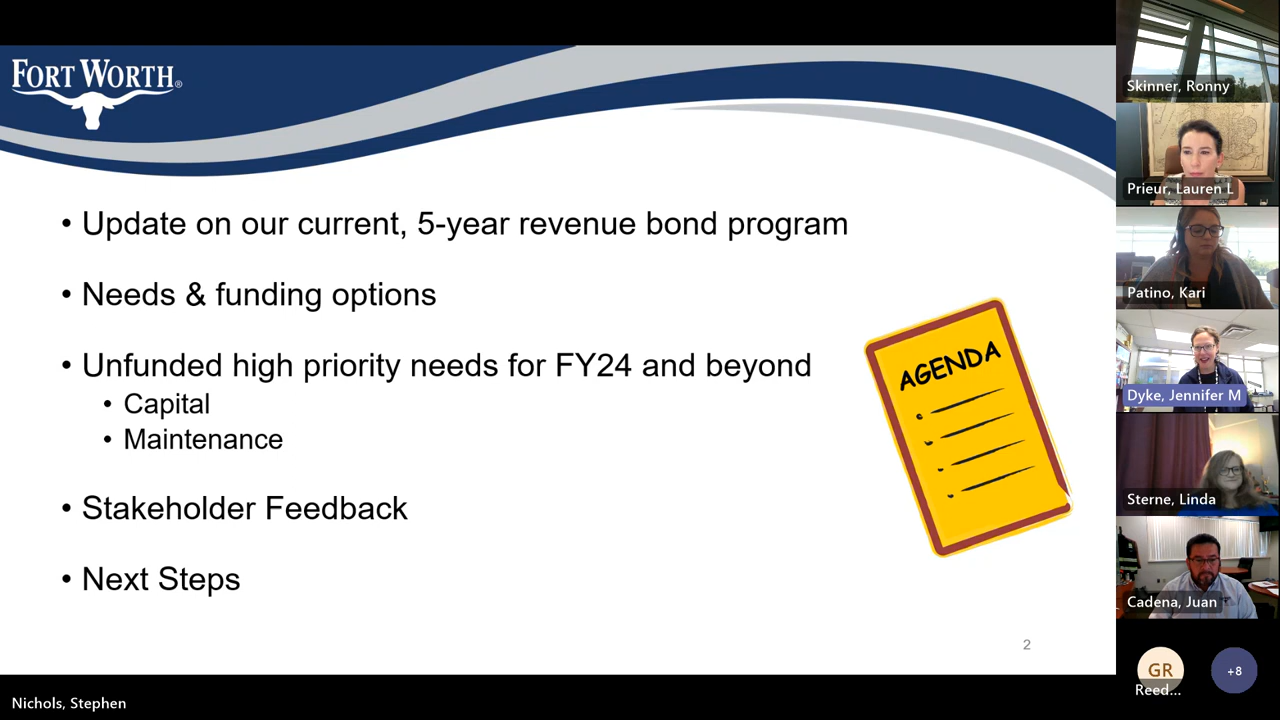 FORT WORTH®
• Update on our current, 5-year revenue bond program
• Needs & funding options
• Unfunded high priority needs for FY24 and beyond
• Capital
• Maintenance
• Stakeholder Feedback
• Next Steps
AGENDA
2
Nichols, Stephen
Skinner, Ronny
Prieur, Lauren L
Patino, Kari
Dyke, Jennifer M
Sterne, Linda
Cadena, Juan
GR
Reed...
+8